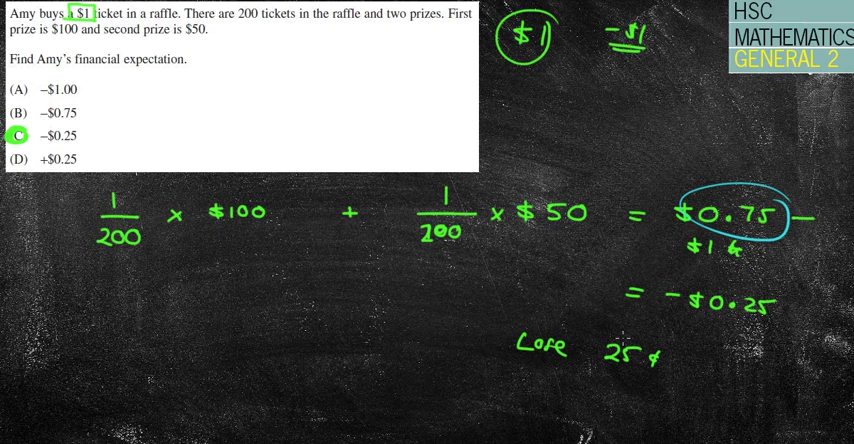 Amy buys a $1 ticket in a raffle. There are 200 tickets in the raffle and two prizes. First
prize is $100 and second prize is $50.
Find Amy's financial expectation.
(A) –$1.00
(B) –$0.75
C –$0.25
(D) +$0.25
$1 -$1
HSC
MATHEMATICS
GENERAL 2
1/200 × $100 + 1/200 × $50 = $0.75 –
$1
= -$0.25
Lose 25¢